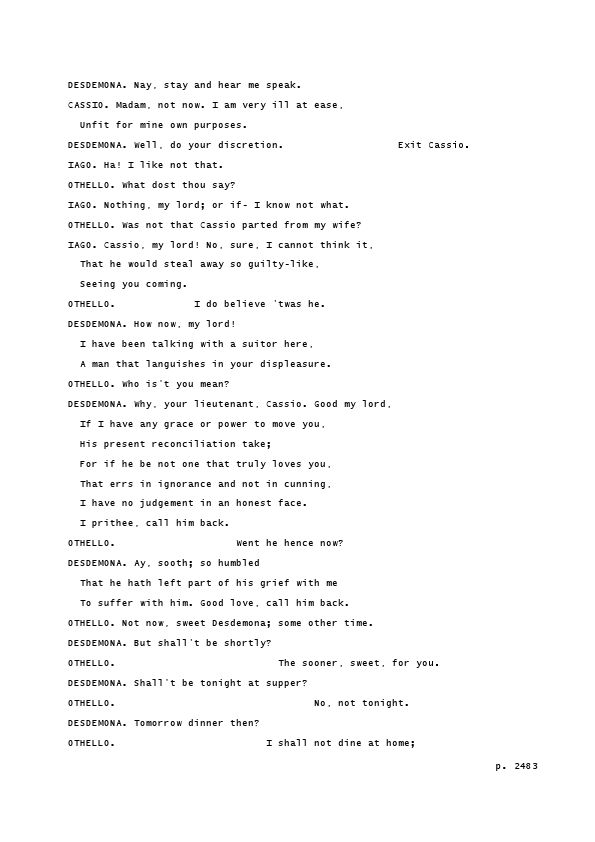 DESDEMONA. Nay, stay and hear me speak.
CASSIO. Madam, not now. I am very ill at ease,
Unfit for mine own purposes.
DESDEMONA. Well, do your discretion. Exit Cassio.
IAGO. Ha! I like not that.
OTHELLO. What dost thou say?
IAGO. Nothing, my lord; or if- I know not what.
OTHELLO. Was not that Cassio parted from my wife?
IAGO. Cassio, my lord! No, sure, I cannot think it,
That he would steal away so guilty-like,
Seeing you coming.
OTHELLO. I do believe 'twas he.
DESDEMONA. How now, my lord!
I have been talking with a suitor here,
A man that languishes in your displeasure.
OTHELLO. Who is't you mean?
DESDEMONA. Why, your lieutenant, Cassio. Good my lord,
If I have any grace or power to move you,
His present reconciliation take;
For if he be not one that truly loves you,
That errs in ignorance and not in cunning,
I have no judgement in an honest face.
I prithee, call him back.
OTHELLO. Went he hence now?
DESDEMONA. Ay, sooth; so humbled
That he hath left part of his grief with me
To suffer with him. Good love, call him back.
OTHELLO. Not now, sweet Desdemona; some other time.
DESDEMONA. But shall't be shortly?
OTHELLO. The sooner, sweet, for you.
DESDEMONA. Shall't be tonight at supper?
OTHELLO. No, not tonight.
DESDEMONA. Tomorrow dinner then?
OTHELLO. I shall not dine at home;
p. 2483